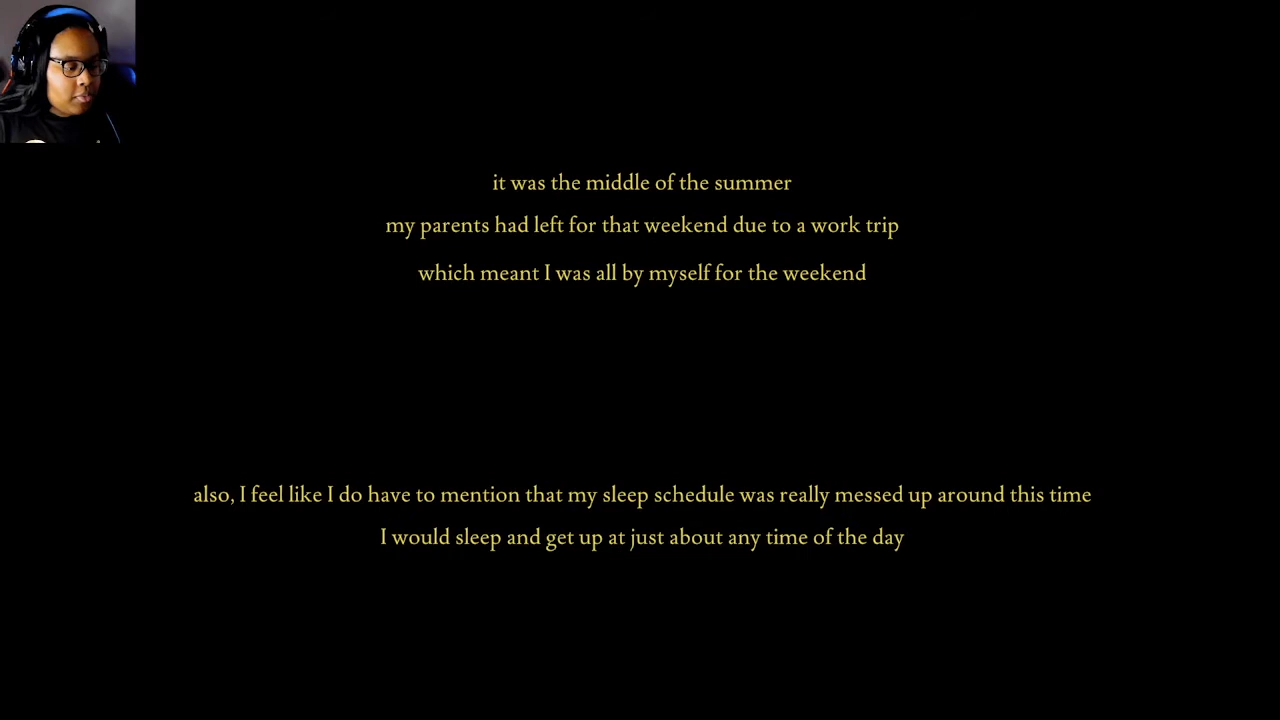 it was the middle of the summer
my parents had left for that weekend due to a work trip
which meant I was all by myself for the weekend
also, I feel like I do have to mention that my sleep schedule was really messed up around this time
I would sleep and get up at just about any time of the day